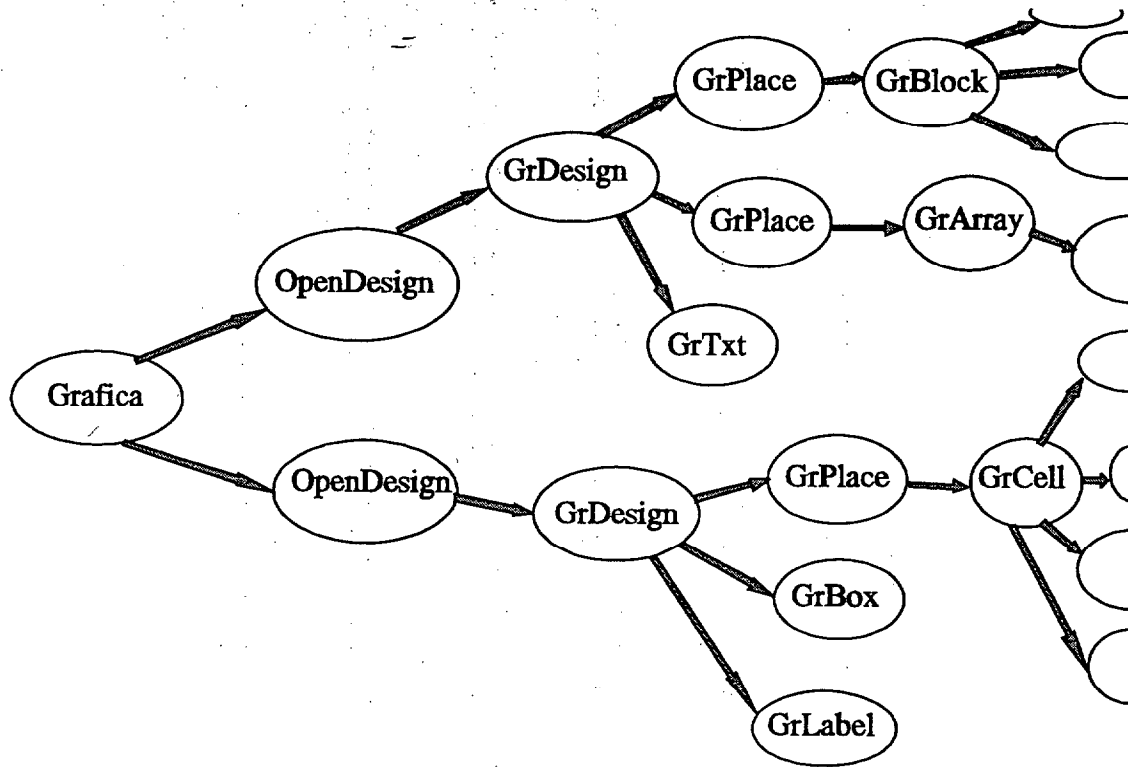 GrPlace
GrBlock
GrDesign
GrPlace
GrArray
OpenDesign
GrTxt
Grafica
OpenDesign
GrPlace
GrCell
GrDesign
GrBox
GrLabel